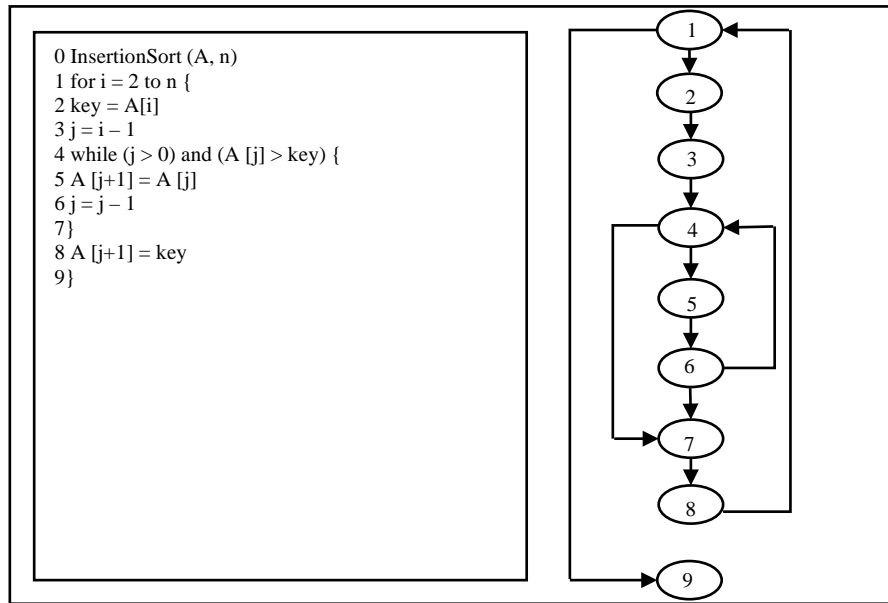 0 InsertionSort (A, n)
1 for i = 2 to n {
2 key = A[i]
3 j = i – 1
4 while (j > 0) and (A [j] > key) {
5 A [j+1] = A [j]
6 j = j – 1
7}
8 A [j+1] = key
9}
1
2
3
4
5
6
7
8
9